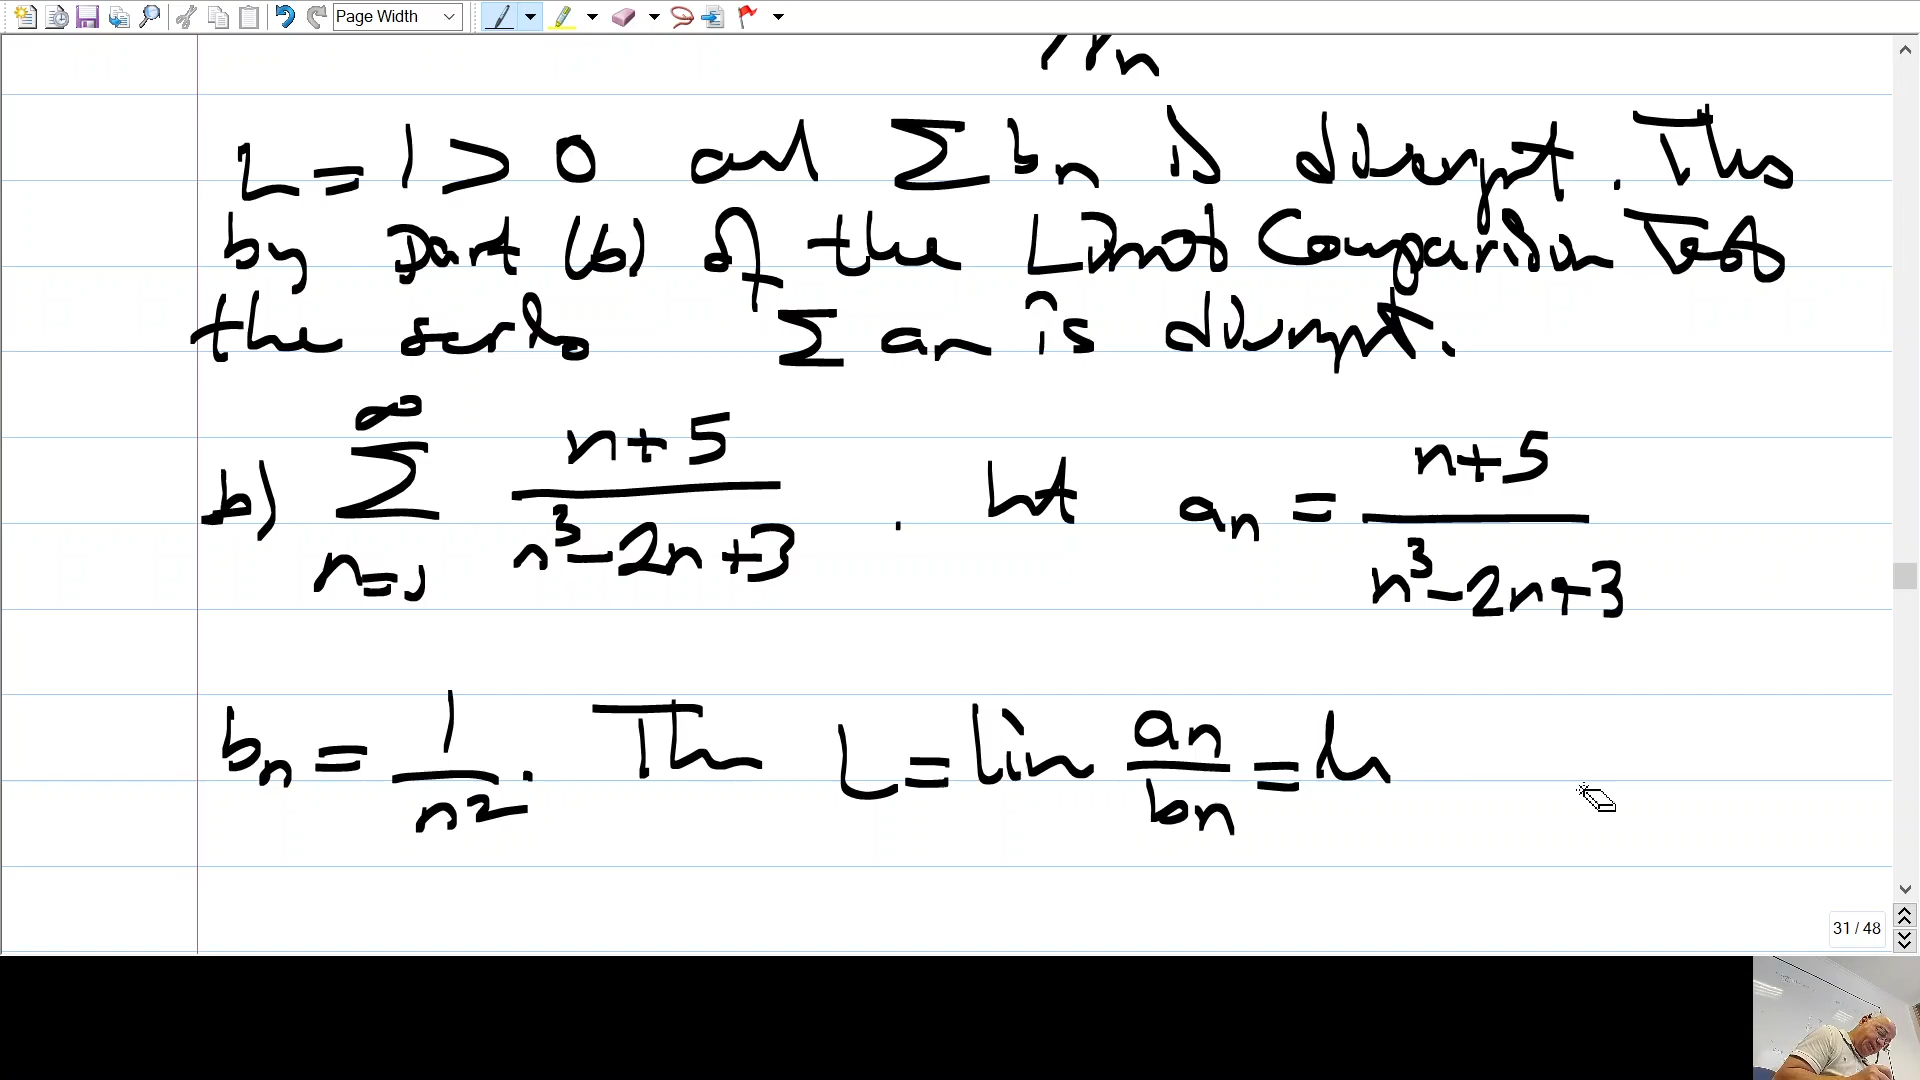 Page Width
n
L = 1 > 0 and Σ bn is divergent. Thus
by Part (b) of the Limit Comparison Test
the series Σ an is divergent.
b) ∞ Σ n=1 n+5 / n³-2n+3 . Let an = n+5 / n³-2n+3
bn = 1/n². Then L = lim an/bn = lim
31 / 48